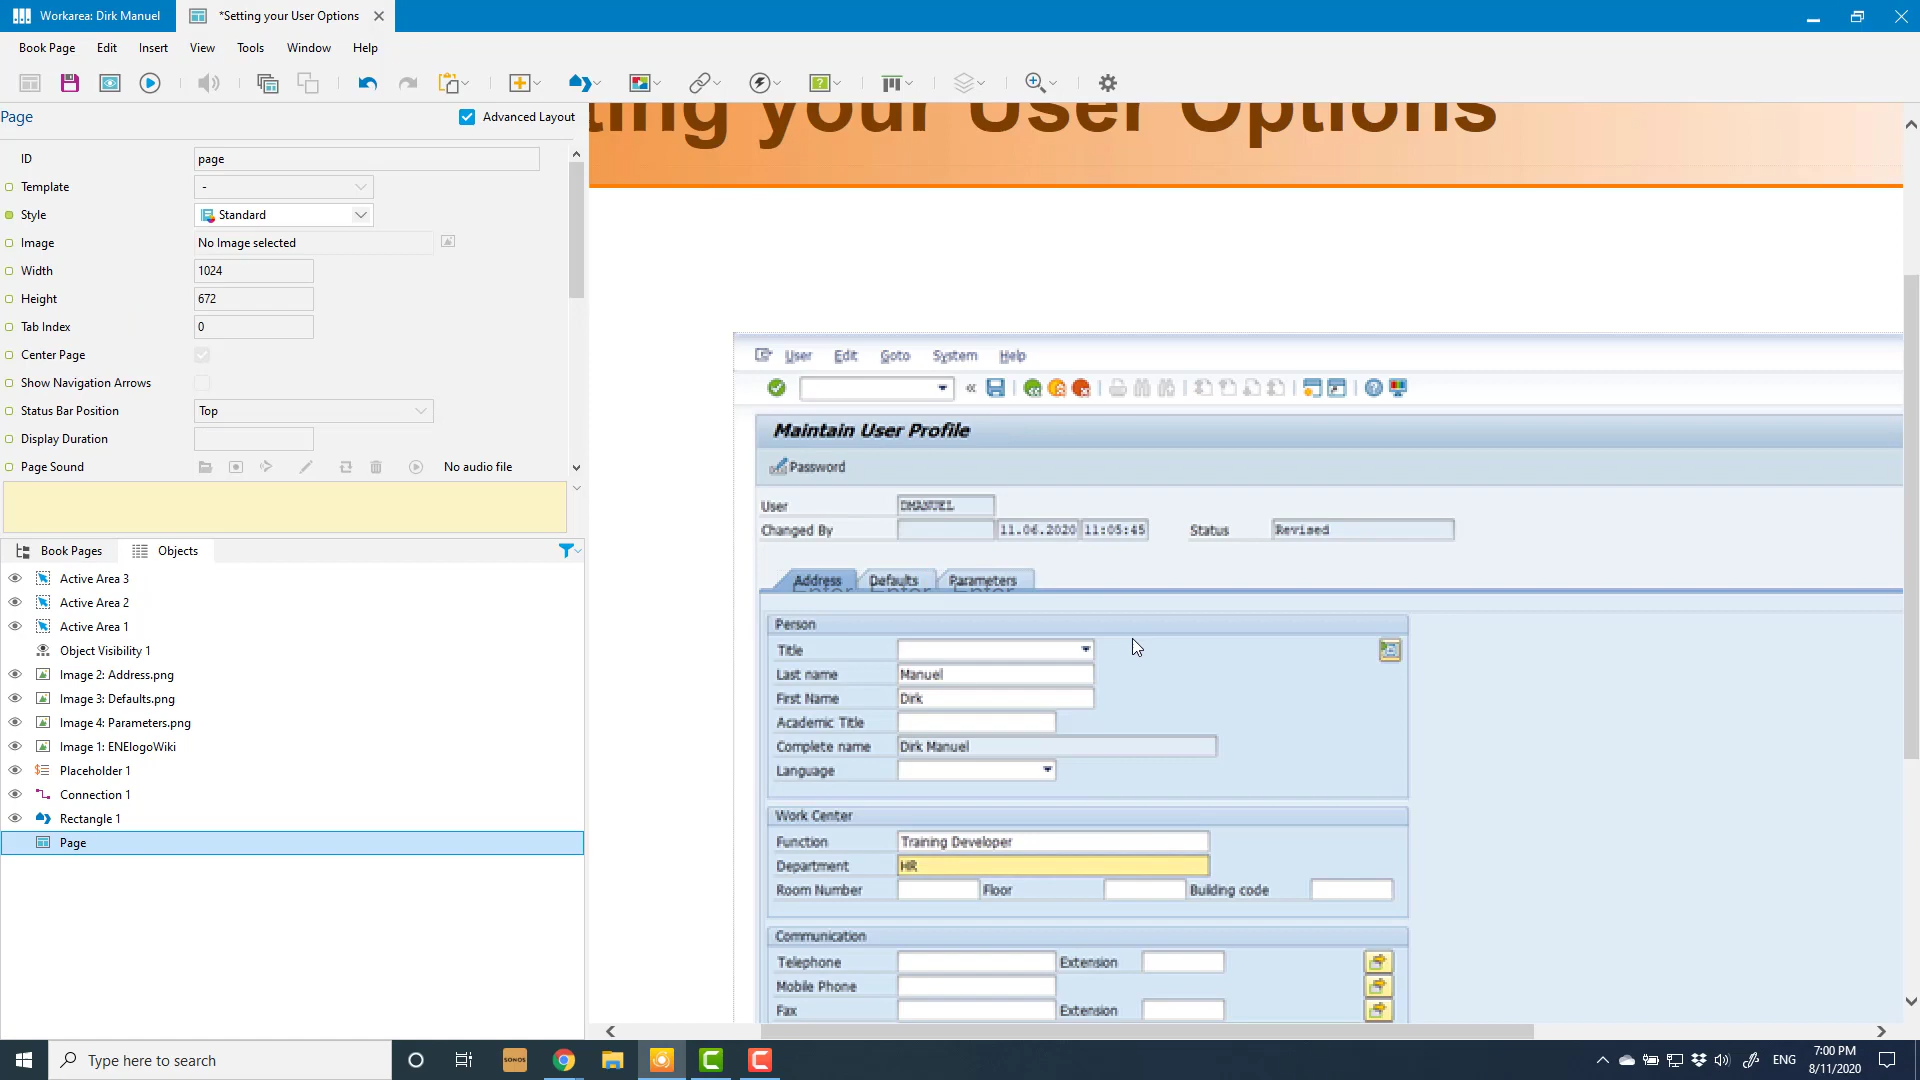 Workarea: Dirk Manuel
*Setting your User Options
Book Page Edit Insert View Tools Window Help
Page
Advanced Layout
ID page
Template -
Style Standard
Image No Image selected
Width 1024
Height 672
Tab Index 0
Center Page
Show Navigation Arrows
Status Bar Position Top
Display Duration
Page Sound No audio file
Book Pages Objects
Active Area 3
Active Area 2
Active Area 1
Object Visibility 1
Image 2: Address.png
Image 3: Defaults.png
Image 4: Parameters.png
Image 1: ENElogoWiki
Placeholder 1
Connection 1
Rectangle 1
Page
ting your User Options
User Edit Goto System Help
Maintain User Profile
Password
User DMANUEL
Changed By 11.06.2020 11:05:45 Status Revised
Address Defaults Parameters
Enter Enter Enter
Person
Title
Last name Manuel
First Name Dirk
Academic Title
Complete name Dirk Manuel
Language
Work Center
Function Training Developer
Department HR
Room Number Floor Building code
Communication
Telephone Extension
Mobile Phone
Fax Extension
Type here to search
SONOS
ENG
7:00 PM
8/11/2020